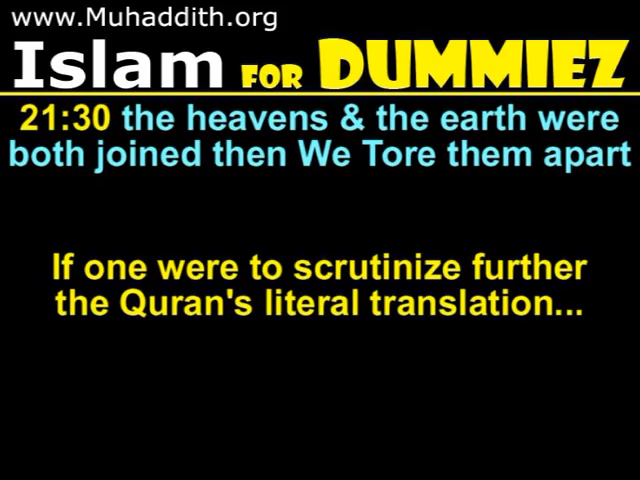 www.Muhaddith.org
Islam FOR DUMMIEZ
21:30 the heavens & the earth were
both joined then We Tore them apart
If one were to scrutinize further
the Quran's literal translation...